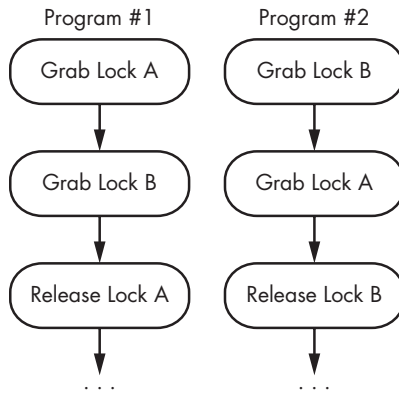 Program #1
Grab Lock A
Grab Lock B
Release Lock A
. . .
Program #2
Grab Lock B
Grab Lock A
Release Lock B
. . .